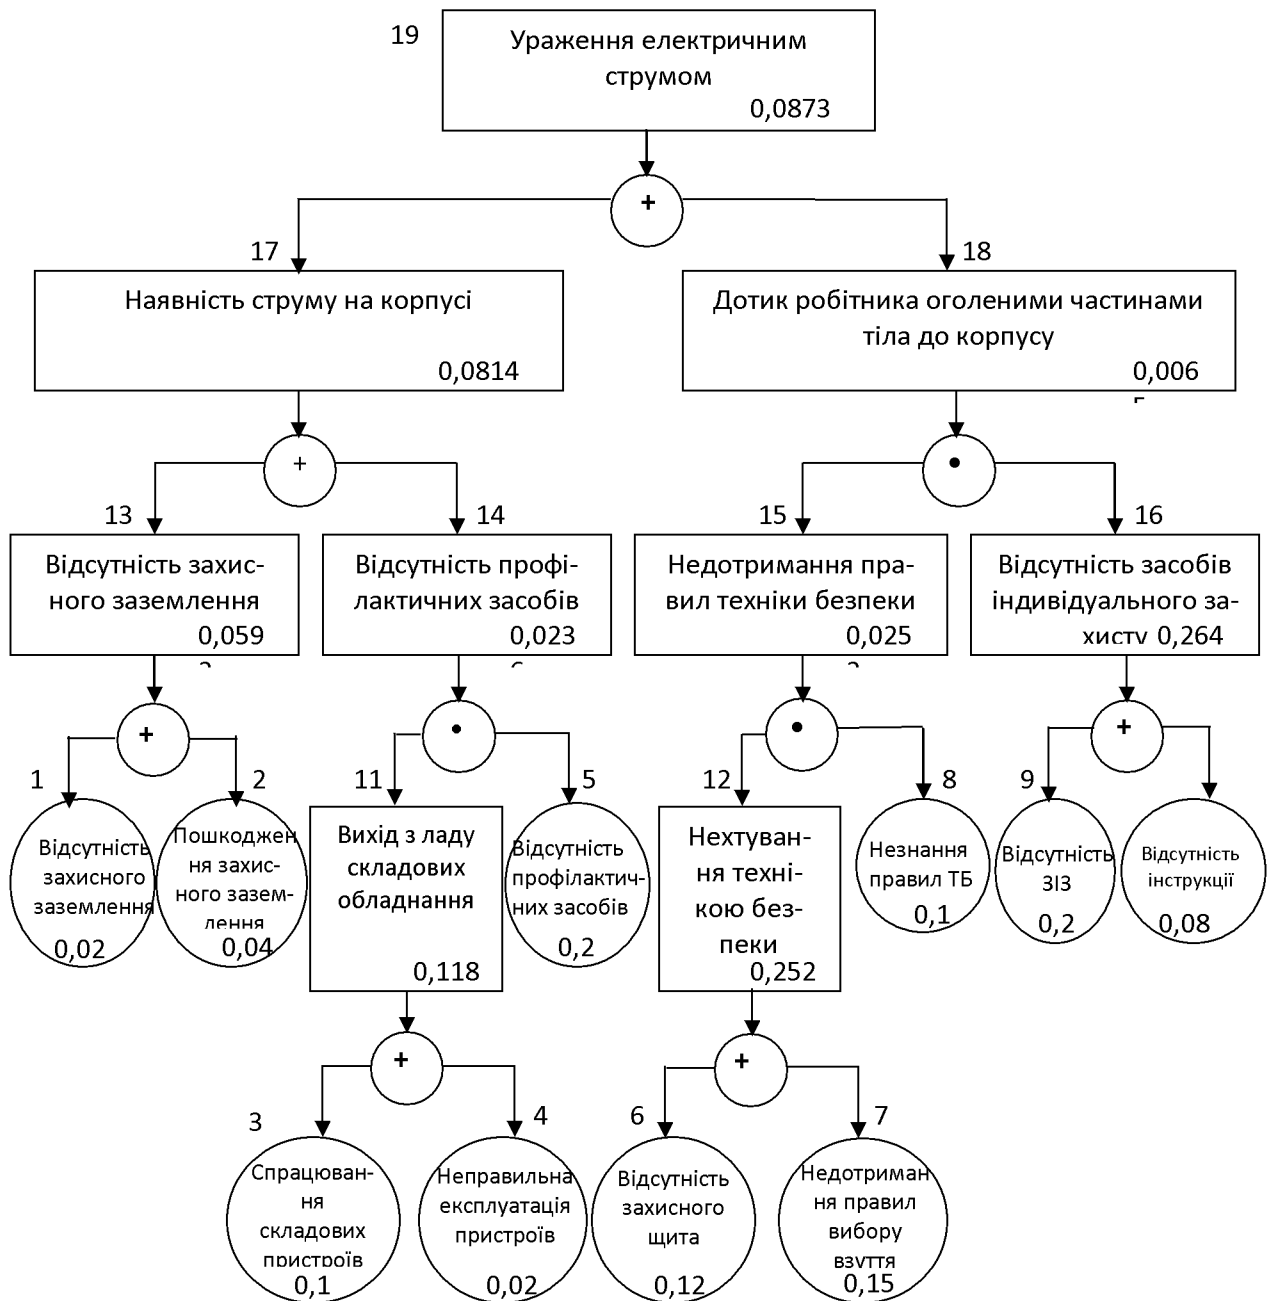 19
Ураження електричним
струмом
0,0873
+
17
Наявність струму на корпусі
0,0814
18
Дотик робітника оголеними частинами
тіла до корпусу
0,006
+
•
13
Відсутність захис-
ного заземлення
0,059
14
Відсутність профі-
лактичних засобів
0,023
15
Недотримання пра-
вил техніки безпеки
0,025
16
Відсутність засобів
індивідуального за-
хисту 0,264
+
•
•
+
1
Відсутність
захисного
заземлення
0,02
2
Пошкоджен
ня захис-
ного зазем-
лення
0,04
11
Вихід з ладу
складових
обладнання
0,118
5
Відсутність
профілактич-
них засобів
0,2
12
Нехтуван-
ня техні-
кою без-
пеки
0,252
8
Незнання
правил ТБ
0,1
9
Відсутність
ЗІЗ
0,2
Відсутність
інструкції
0,08
+
+
3
Спрацюван-
ня
складових
пристроїв
0,1
4
Неправильна
експлуатація
пристроїв
0,02
6
Відсутність
захисного
щита
0,12
7
Недотриман
ня правил
вибору
взуття
0,15